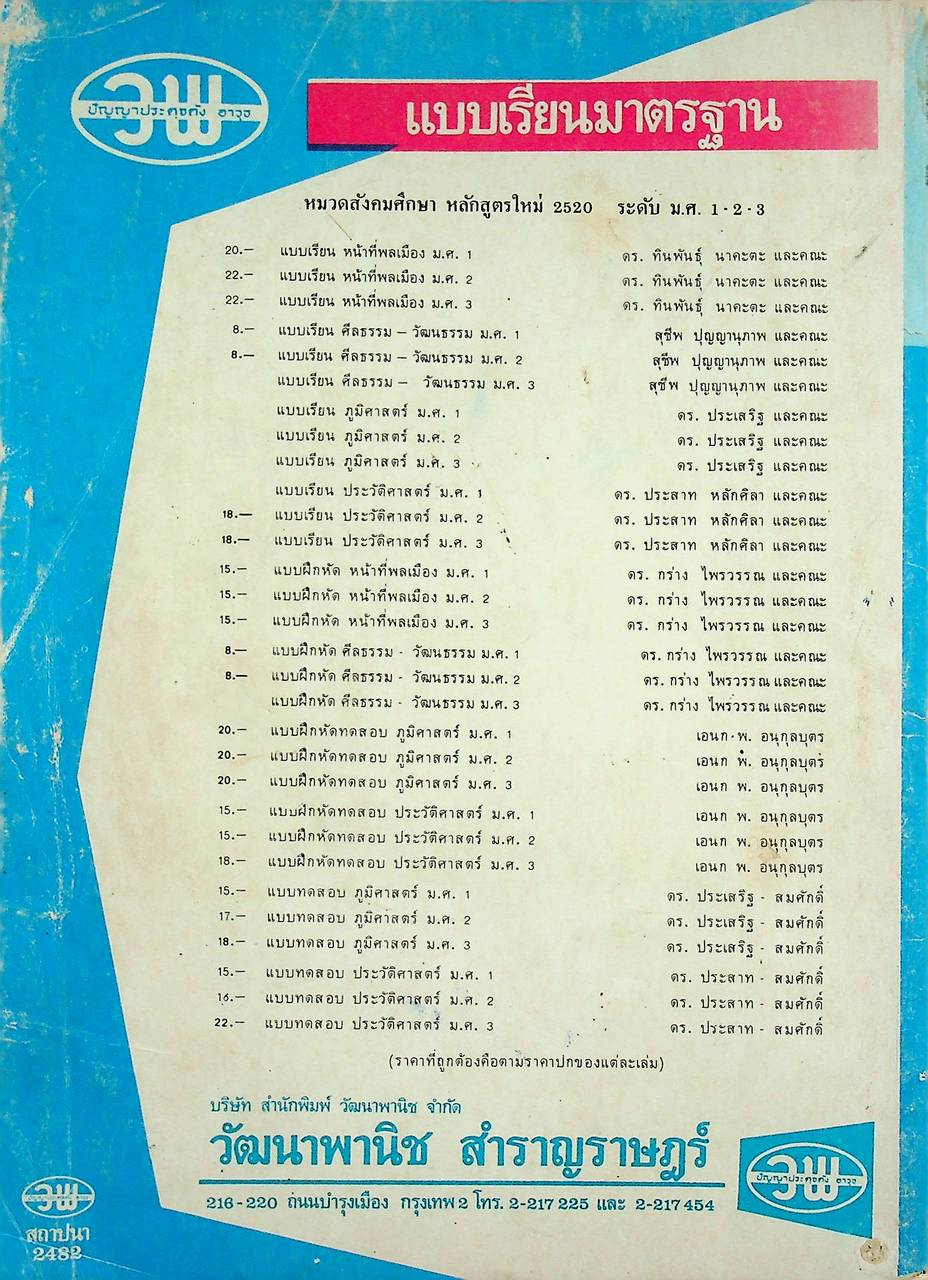 วพ
ปัญญาประดุจดัง อาวุธ
แบบเรียนมาตรฐาน
หมวดสังคมศึกษา หลักสูตรใหม่ 2520 ระดับ ม.ศ. 1-2-3
20.— แบบเรียน หน้าที่พลเมือง ม.ศ. 1 ดร. ทินพันธุ์ นาคะตะ และคณะ
22.— แบบเรียน หน้าที่พลเมือง ม.ศ. 2 ดร. ทินพันธุ์ นาคะตะ และคณะ
22.— แบบเรียน หน้าที่พลเมือง ม.ศ. 3 ดร. ทินพันธุ์ นาคะตะ และคณะ
8.— แบบเรียน ศีลธรรม — วัฒนธรรม ม.ศ. 1 สุชีพ ปุญญานุภาพ และคณะ
8.— แบบเรียน ศีลธรรม — วัฒนธรรม ม.ศ. 2 สุชีพ ปุญญานุภาพ และคณะ
แบบเรียน ศีลธรรม — วัฒนธรรม ม.ศ. 3 สุชีพ ปุญญานุภาพ และคณะ
แบบเรียน ภูมิศาสตร์ ม.ศ. 1 ดร. ประเสริฐ และคณะ
แบบเรียน ภูมิศาสตร์ ม.ศ. 2 ดร. ประเสริฐ และคณะ
แบบเรียน ภูมิศาสตร์ ม.ศ. 3 ดร. ประเสริฐ และคณะ
แบบเรียน ประวัติศาสตร์ ม.ศ. 1 ดร. ประสาท หลักศิลา และคณะ
18.— แบบเรียน ประวัติศาสตร์ ม.ศ. 2 ดร. ประสาท หลักศิลา และคณะ
18.— แบบเรียน ประวัติศาสตร์ ม.ศ. 3 ดร. ประสาท หลักศิลา และคณะ
15.— แบบฝึกหัด หน้าที่พลเมือง ม.ศ. 1 ดร. กร่าง ไพรวรรณ และคณะ
15.— แบบฝึกหัด หน้าที่พลเมือง ม.ศ. 2 ดร. กร่าง ไพรวรรณ และคณะ
15.— แบบฝึกหัด หน้าที่พลเมือง ม.ศ. 3 ดร. กร่าง ไพรวรรณ และคณะ
8.— แบบฝึกหัด ศีลธรรม - วัฒนธรรม ม.ศ. 1 ดร. กร่าง ไพรวรรณ และคณะ
8.— แบบฝึกหัด ศีลธรรม - วัฒนธรรม ม.ศ. 2 ดร. กร่าง ไพรวรรณ และคณะ
แบบฝึกหัด ศีลธรรม - วัฒนธรรม ม.ศ. 3 ดร. กร่าง ไพรวรรณ และคณะ
20.— แบบฝึกหัดทดสอบ ภูมิศาสตร์ ม.ศ. 1 เอนก พ. อนุกุลบุตร
20.— แบบฝึกหัดทดสอบ ภูมิศาสตร์ ม.ศ. 2 เอนก พ. อนุกุลบุตร
20.— แบบฝึกหัดทดสอบ ภูมิศาสตร์ ม.ศ. 3 เอนก พ. อนุกุลบุตร
15.— แบบฝึกหัดทดสอบ ประวัติศาสตร์ ม.ศ. 1 เอนก พ. อนุกุลบุตร
15.— แบบฝึกหัดทดสอบ ประวัติศาสตร์ ม.ศ. 2 เอนก พ. อนุกุลบุตร
18.— แบบฝึกหัดทดสอบ ประวัติศาสตร์ ม.ศ. 3 เอนก พ. อนุกุลบุตร
15.— แบบทดสอบ ภูมิศาสตร์ ม.ศ. 1 ดร. ประเสริฐ - สมศักดิ์
17.— แบบทดสอบ ภูมิศาสตร์ ม.ศ. 2 ดร. ประเสริฐ - สมศักดิ์
18.— แบบทดสอบ ภูมิศาสตร์ ม.ศ. 3 ดร. ประเสริฐ - สมศักดิ์
15.— แบบทดสอบ ประวัติศาสตร์ ม.ศ. 1 ดร. ประสาท - สมศักดิ์
16.— แบบทดสอบ ประวัติศาสตร์ ม.ศ. 2 ดร. ประสาท - สมศักดิ์
22.— แบบทดสอบ ประวัติศาสตร์ ม.ศ. 3 ดร. ประสาท - สมศักดิ์
(ราคาที่ถูกต้องคือตามราคาปกของแต่ละเล่ม)
บริษัท สำนักพิมพ์ วัฒนาพานิช จำกัด
วัฒนาพานิช สำราญราษฎร์
216-220 ถนนบำรุงเมือง กรุงเทพ 2 โทร. 2-217 225 และ 2-217 454
วพ
ปัญญาประดุจดัง อาวุธ
วพ
สถาปนา
2482